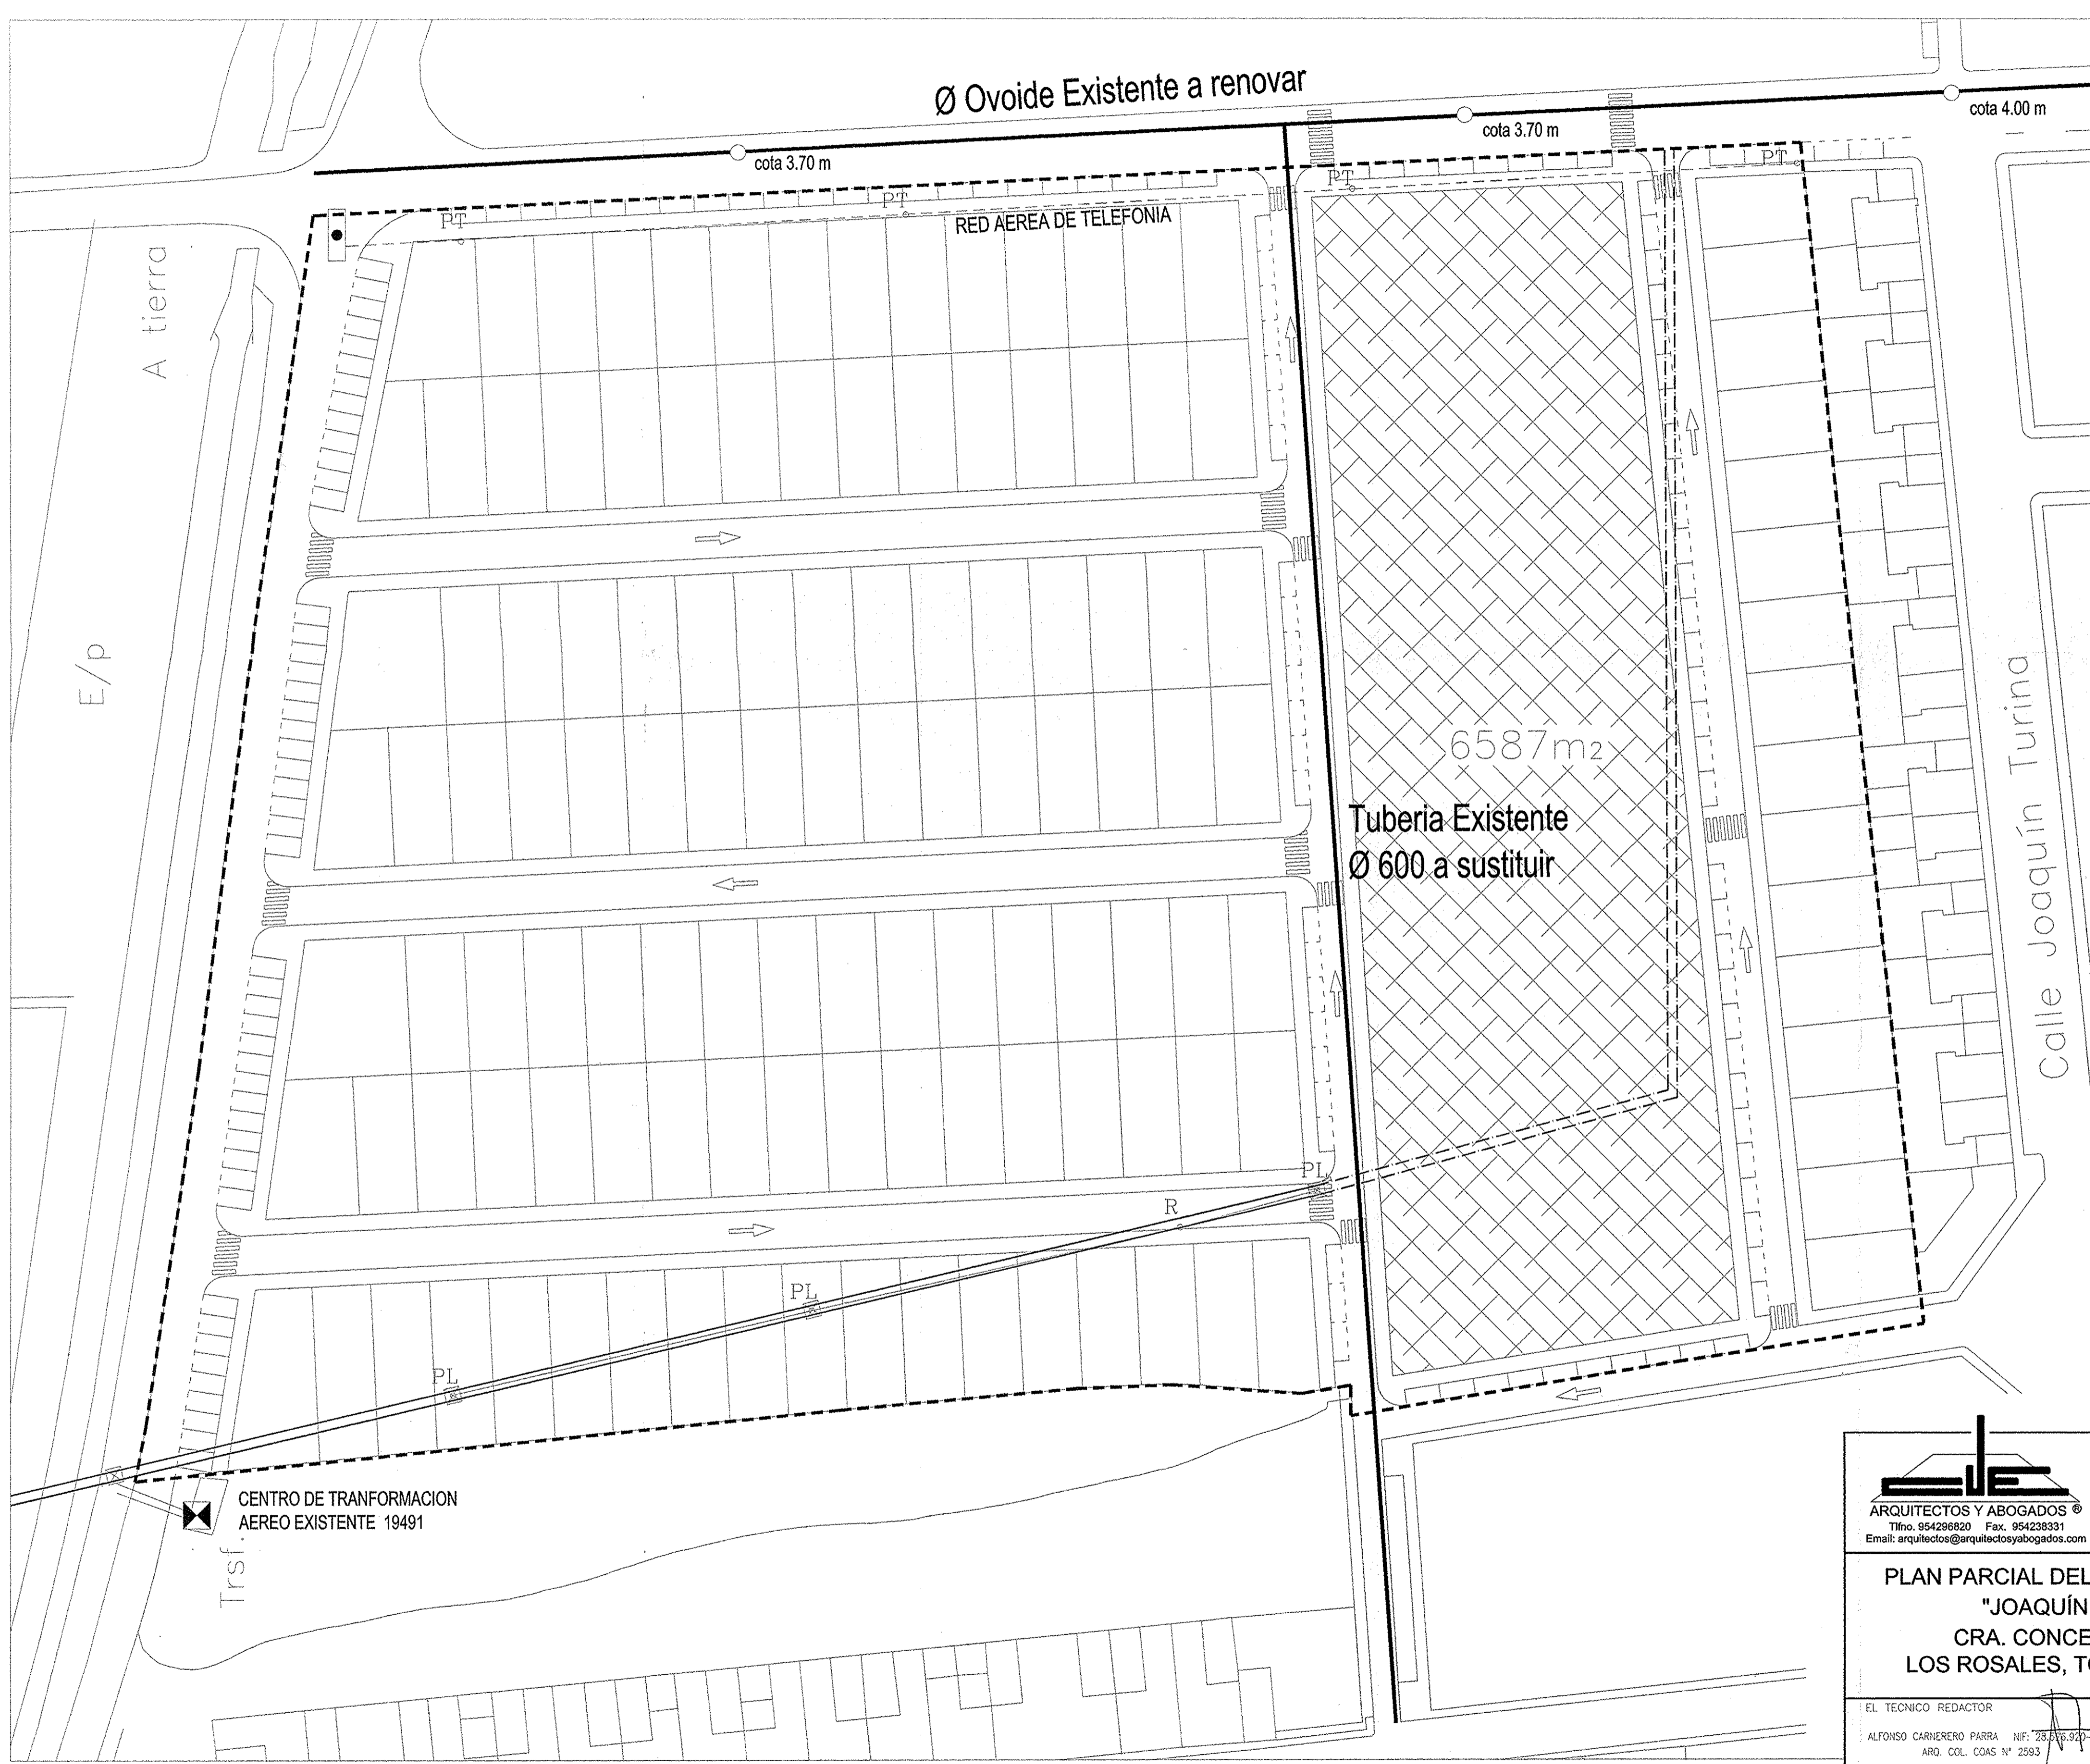 Ø Ovoide Existente a renovar
cota 4.00 m
cota 3.70 m
cota 3.70 m
PT
PT
PT
PT
RED AEREA DE TELEFONIA
A tierra
E/p
6587m2
Tuberia Existente
Ø 600 a sustituir
Calle Joaquín Turina
PL
R
PL
PL
CENTRO DE TRANFORMACION
AEREO EXISTENTE 19491
Trsf.
ARQUITECTOS Y ABOGADOS ®
Tlfno. 954296820 Fax. 954238331
Email: arquitectos@arquitectosyabogados.com
PLAN PARCIAL DEL
"JOAQUÍN
CRA. CONCE
LOS ROSALES, TO
EL TECNICO REDACTOR
ALFONSO CARNERERO PARRA NIF:
ARQ. COL. COAS Nº 2593